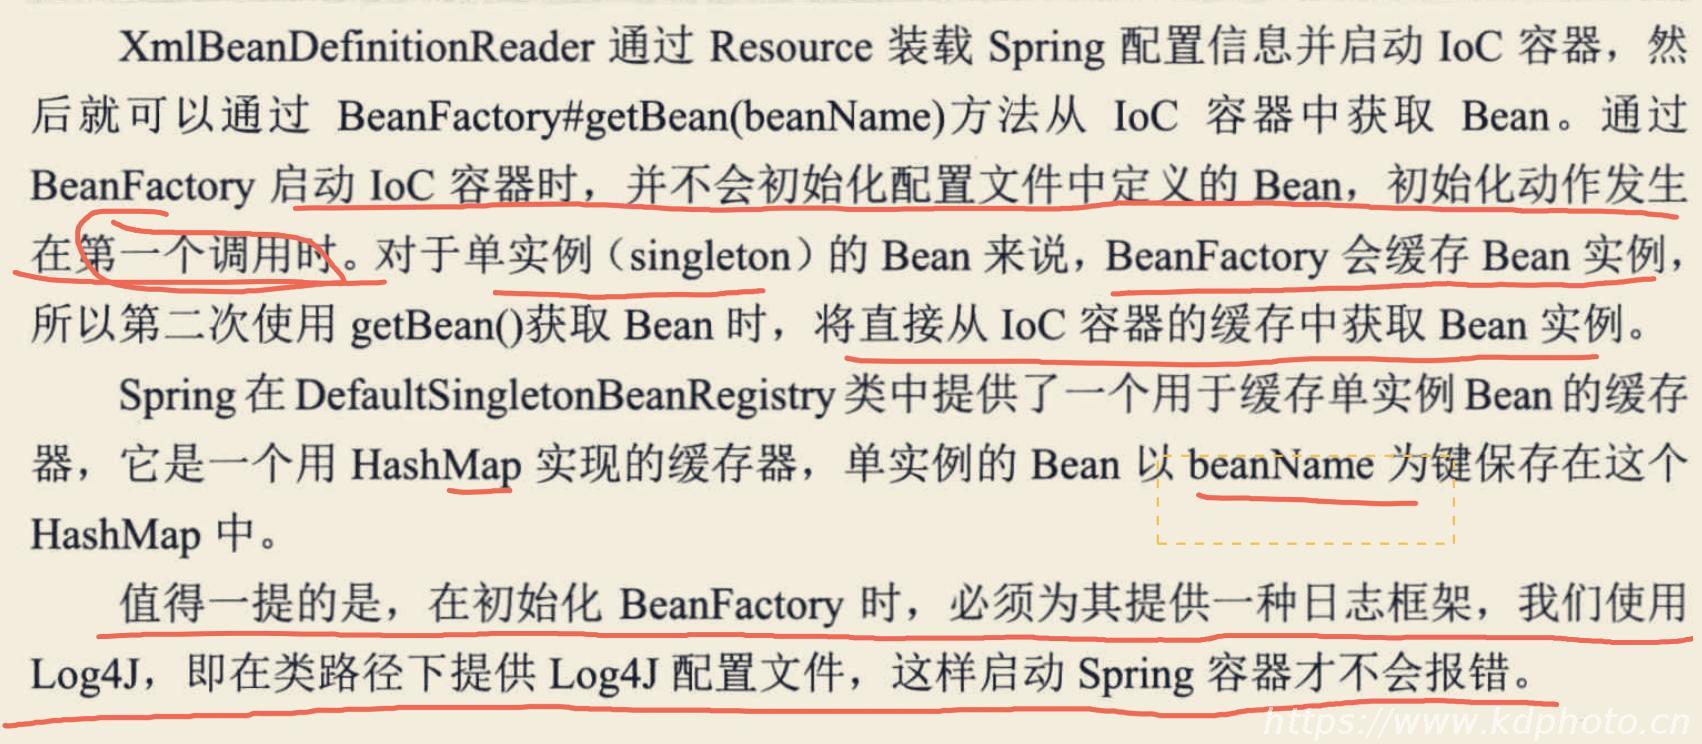 XmlBeanDefinitionReader 通过 Resource 装载 Spring 配置信息并启动 IoC 容器，然
后就可以通过 BeanFactory#getBean(beanName)方法从 IoC 容器中获取 Bean。通过
BeanFactory 启动 IoC 容器时，并不会初始化配置文件中定义的 Bean，初始化动作发生
在第一个调用时。对于单实例（singleton）的 Bean 来说，BeanFactory 会缓存 Bean 实例，
所以第二次使用 getBean()获取 Bean 时，将直接从 IoC 容器的缓存中获取 Bean 实例。
Spring 在 DefaultSingletonBeanRegistry 类中提供了一个用于缓存单实例 Bean 的缓存
器，它是一个用 HashMap 实现的缓存器，单实例的 Bean 以 beanName 为键保存在这个
HashMap 中。
值得一提的是，在初始化 BeanFactory 时，必须为其提供一种日志框架，我们使用
Log4J，即在类路径下提供 Log4J 配置文件，这样启动 Spring 容器才不会报错。
https://www.kdphoto.cn